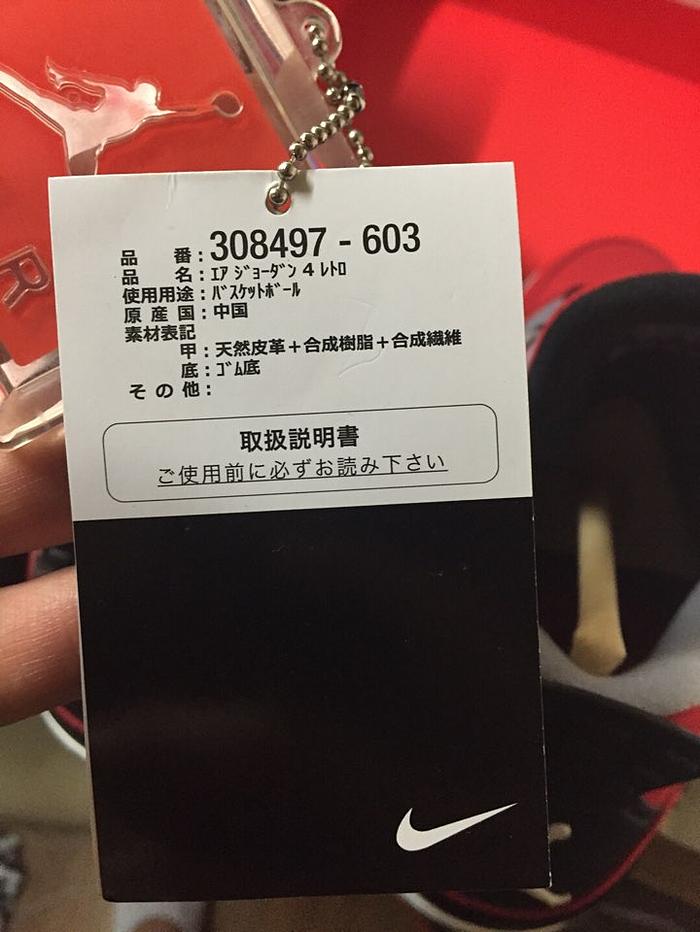 品 番：308497 - 603
品 名：ｴｱ ｼﾞｮｰﾀﾞﾝ 4 ﾚﾄﾛ
使用用途：ﾊﾞｽｹｯﾄﾎﾞｰﾙ
原 産 国：中国
素材表記
甲：天然皮革＋合成樹脂＋合成繊維
底：ｺﾞﾑ底
そ の 他：
取扱説明書
ご使用前に必ずお読み下さい